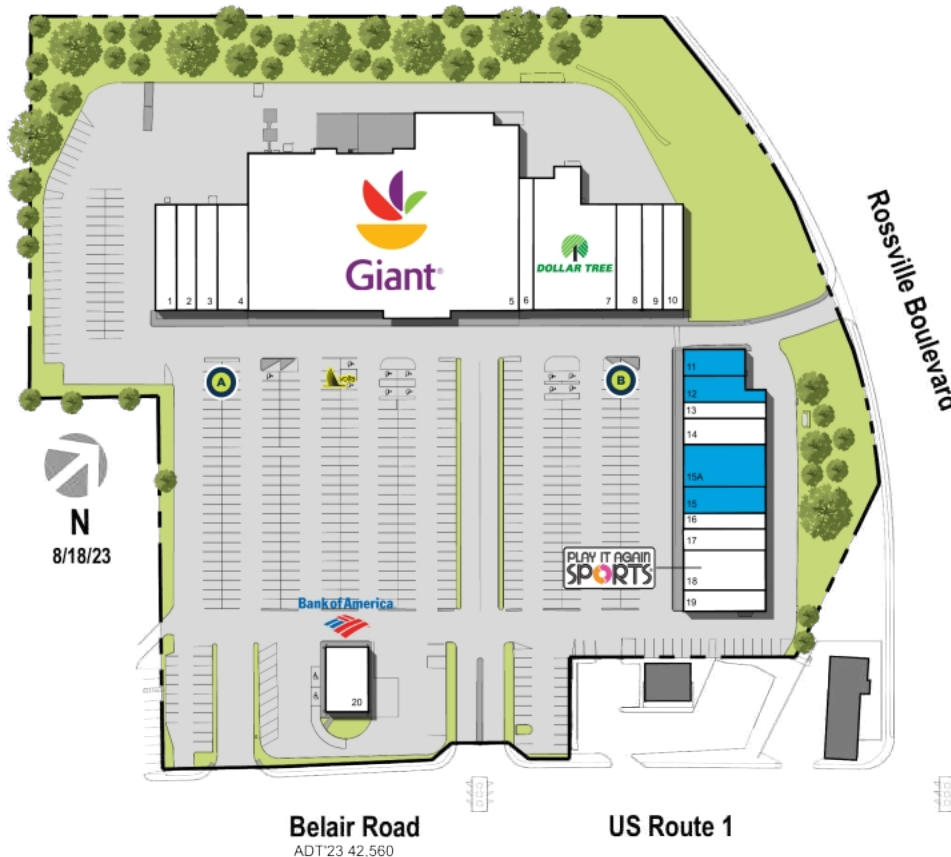 Giant®
DOLLAR TREE
1
2
3
4
5
6
7
8
9
10
Rossville Boulevard
A
B
11
12
13
14
15A
15
16
17
18
19
PLAY IT AGAIN
SPORTS
N
8/18/23
Bank of America
20
Belair Road
ADT'23 42,560
US Route 1